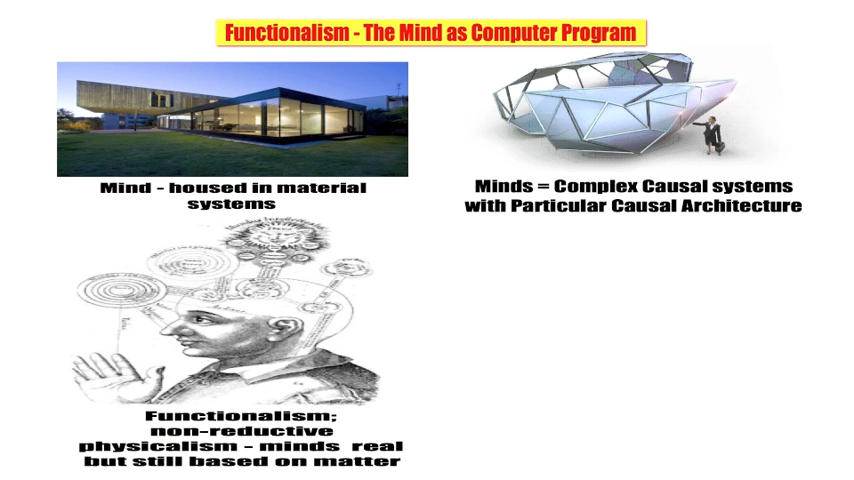 Functionalism - The Mind as Computer Program
Mind - housed in material
systems
Minds = Complex Causal systems
with Particular Causal Architecture
Functionalism;
non-reductive
physicalism - minds real
but still based on matter